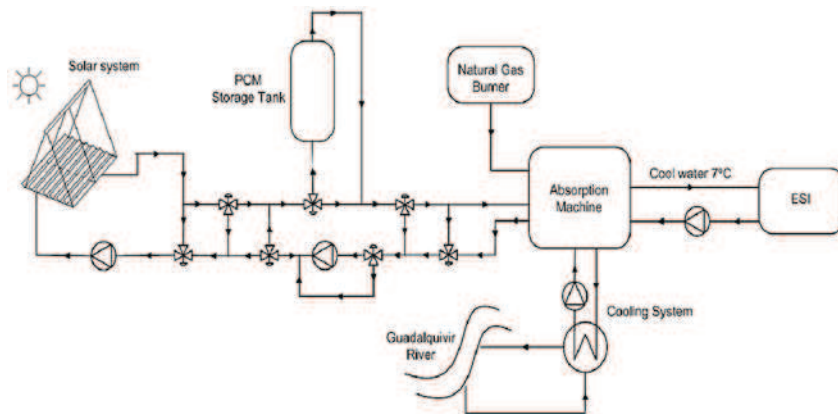 Solar system
PCM
Storage Tank
Natural Gas
Burner
Absorption
Machine
Cool water 7ºC
ESI
Cooling System
Guadalquivir
River